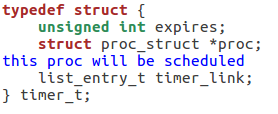 typedef struct {
    unsigned int expires;
    struct proc_struct *proc;
this proc will be scheduled
    list_entry_t timer_link;
} timer_t;